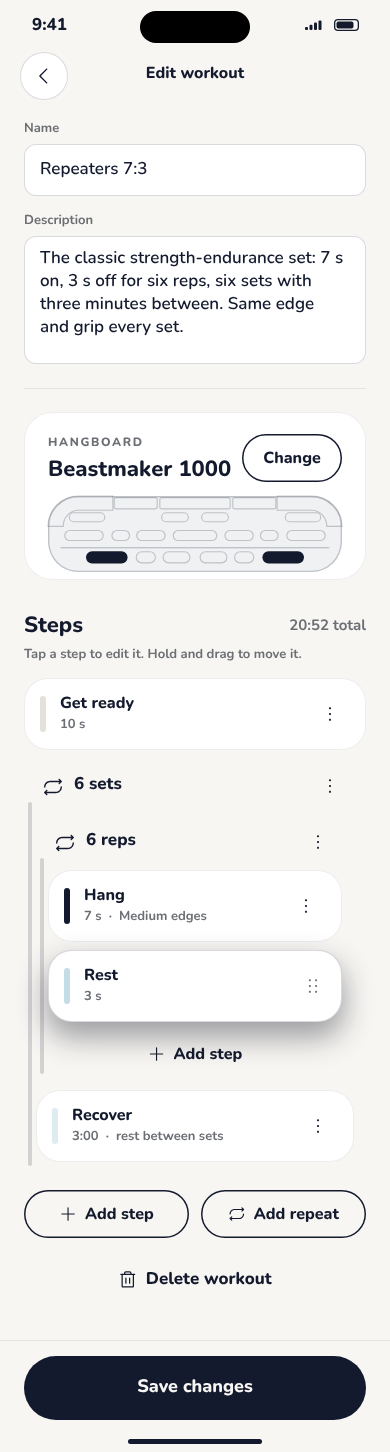 9:41
Edit workout
Name
Repeaters 7:3
Description
The classic strength-endurance set: 7 s
on, 3 s off for six reps, six sets with
three minutes between. Same edge
and grip every set.
HANGBOARD
Beastmaker 1000
Change
Steps
20:52 total
Tap a step to edit it. Hold and drag to move it.
Get ready
10 s
6 sets
6 reps
Hang
7 s · Medium edges
Rest
3 s
Add step
Recover
3:00 · rest between sets
Add step
Add repeat
Delete workout
Save changes